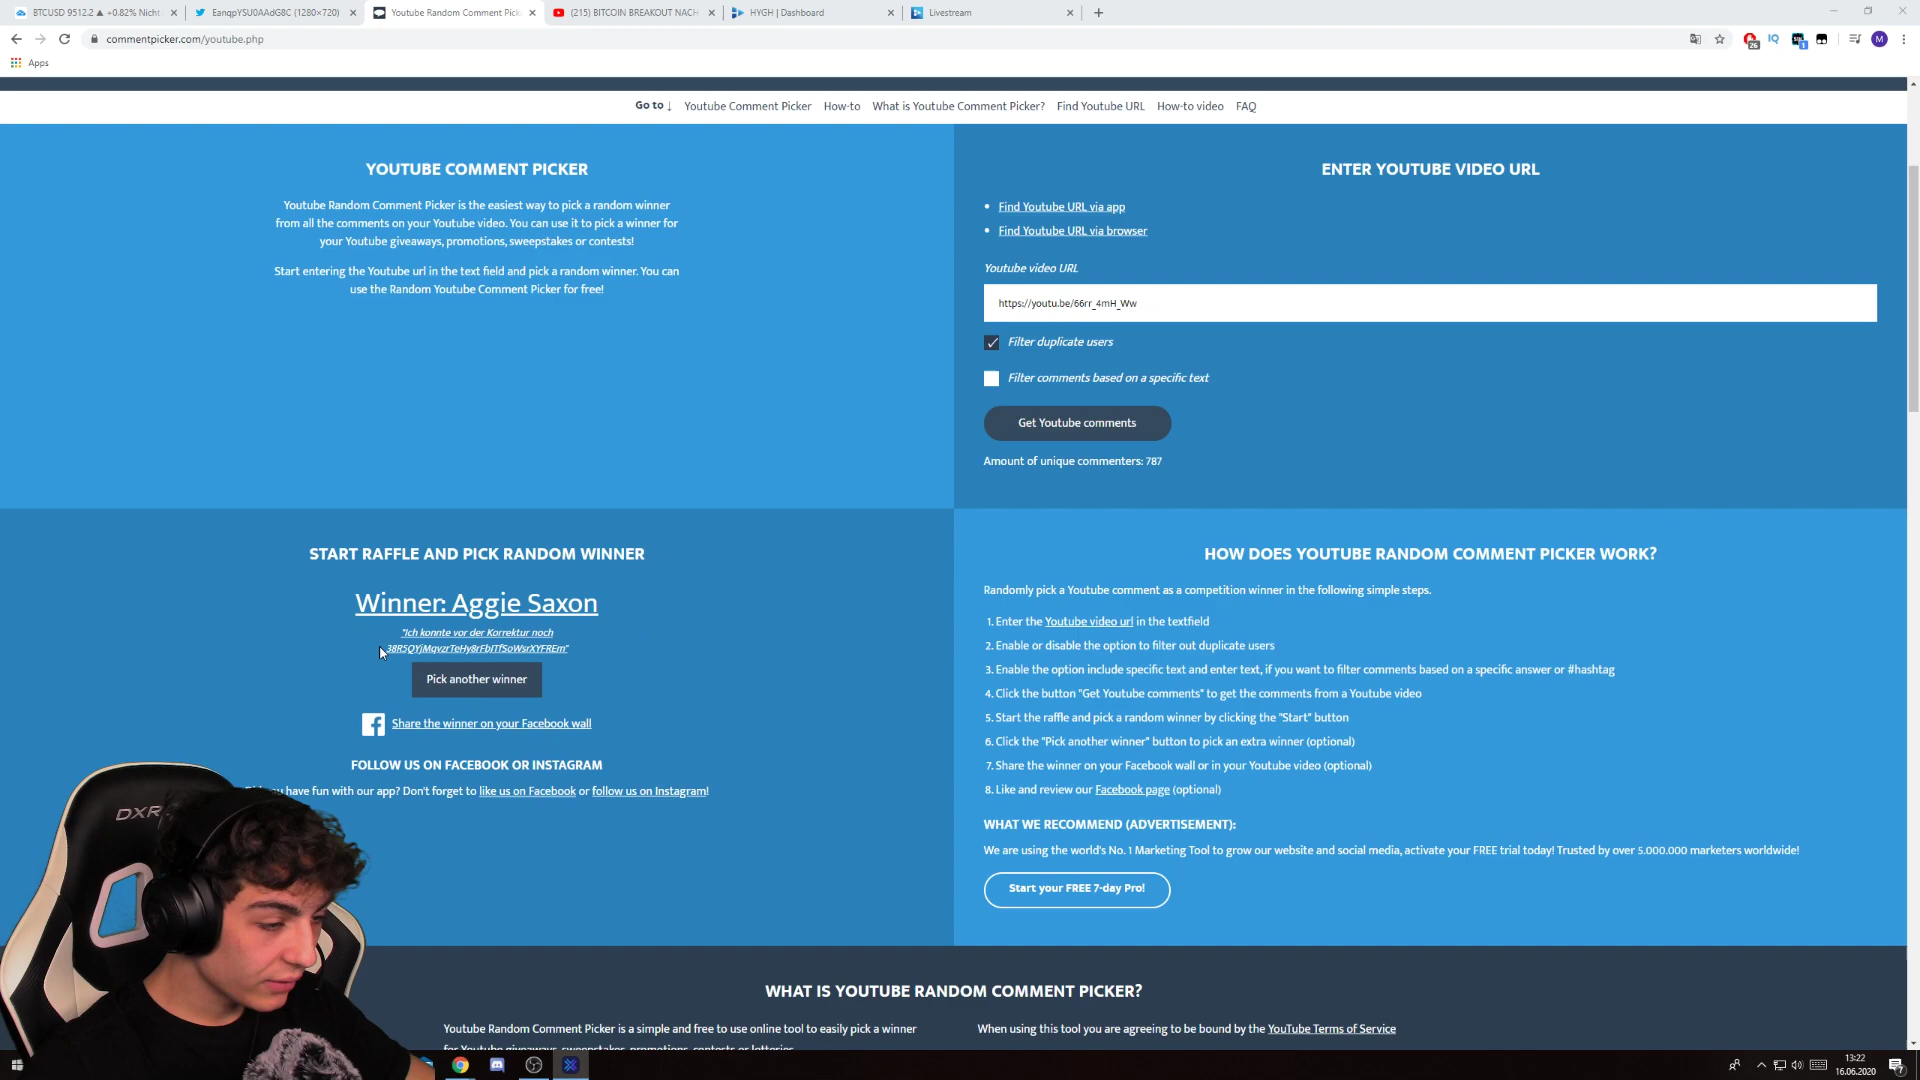 BTCUSD 9512.2 ▲ +0.82% Nicht
EanqpYSU0AAdG8C (1280×720)
Youtube Random Comment Pick
(215) BITCOIN BREAKOUT NACH
HYGH | Dashboard
Livestream
commentpicker.com/youtube.php
26
IQ
1
M
Apps
Go to ↓ Youtube Comment Picker How-to What is Youtube Comment Picker? Find Youtube URL How-to video FAQ
YOUTUBE COMMENT PICKER
Youtube Random Comment Picker is the easiest way to pick a random winner
from all the comments on your Youtube video. You can use it to pick a winner for
your Youtube giveaways, promotions, sweepstakes or contests!
Start entering the Youtube url in the text field and pick a random winner. You can
use the Random Youtube Comment Picker for free!
ENTER YOUTUBE VIDEO URL
• Find Youtube URL via app
• Find Youtube URL via browser
Youtube video URL
https://youtu.be/66rr_4mH_Ww
Filter duplicate users
Filter comments based on a specific text
Get Youtube comments
Amount of unique commenters: 787
START RAFFLE AND PICK RANDOM WINNER
Winner: Aggie Saxon
"Ich konnte vor der Korrektur noch
Pick another winner
Share the winner on your Facebook wall
FOLLOW US ON FACEBOOK OR INSTAGRAM
have fun with our app? Don't forget to like us on Facebook or follow us on Instagram!
HOW DOES YOUTUBE RANDOM COMMENT PICKER WORK?
Randomly pick a Youtube comment as a competition winner in the following simple steps.
1. Enter the Youtube video url in the textfield
2. Enable or disable the option to filter out duplicate users
3. Enable the option include specific text and enter text, if you want to filter comments based on a specific answer or #hashtag
4. Click the button "Get Youtube comments" to get the comments from a Youtube video
5. Start the raffle and pick a random winner by clicking the "Start" button
6. Click the "Pick another winner" button to pick an extra winner (optional)
7. Share the winner on your Facebook wall or in your Youtube video (optional)
8. Like and review our Facebook page (optional)
WHAT WE RECOMMEND (ADVERTISEMENT):
We are using the world's No. 1 Marketing Tool to grow our website and social media, activate your FREE trial today! Trusted by over 5.000.000 marketers worldwide!
Start your FREE 7-day Pro!
DXR
WHAT IS YOUTUBE RANDOM COMMENT PICKER?
Youtube Random Comment Picker is a simple and free to use online tool to easily pick a winner
for Youtube giveaways, sweepstakes, promotions, contests or lotteries.
When using this tool you are agreeing to be bound by the YouTube Terms of Service
13:22
16.06.2020